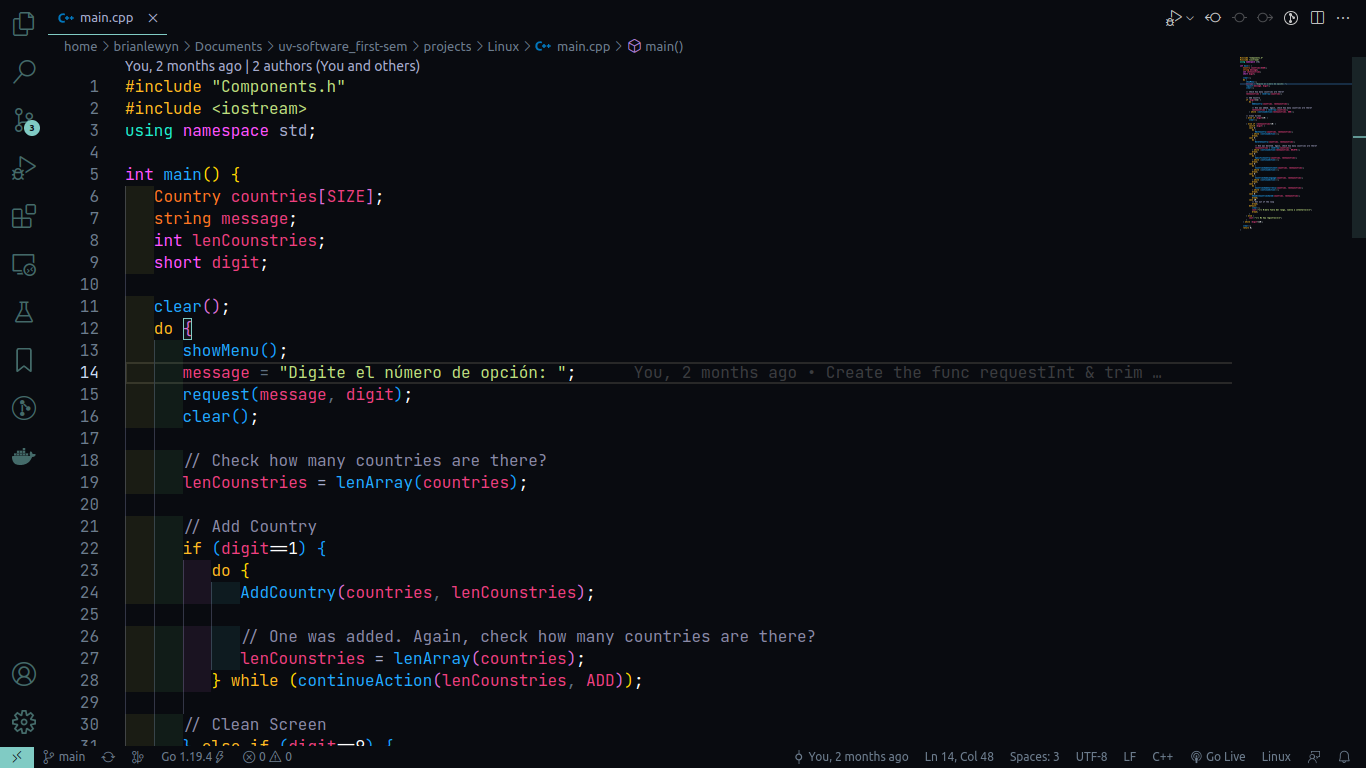 C++ main.cpp
home > brianlewyn > Documents > uv-software_first-sem > projects > Linux > C++ main.cpp > main()
You, 2 months ago | 2 authors (You and others)
1 #include "Components.h"
2 #include <iostream>
3 using namespace std;
4
5 int main() {
6 Country countries[SIZE];
7 string message;
8 int lenCounstries;
9 short digit;
10
11 clear();
12 do {
13 showMenu();
14 message = "Digite el número de opción: "; You, 2 months ago • Create the func requestInt & trim …
15 request(message, digit);
16 clear();
17
18 // Check how many countries are there?
19 lenCounstries = lenArray(countries);
20
21 // Add Country
22 if (digit==1) {
23 do {
24 AddCountry(countries, lenCounstries);
25
26 // One was added. Again, check how many countries are there?
27 lenCounstries = lenArray(countries);
28 } while (continueAction(lenCounstries, ADD));
29
30 // Clean Screen
31 } else if (digit==9) {
3
main Go 1.19.4 0 0 You, 2 months ago Ln 14, Col 48 Spaces: 3 UTF-8 LF C++ Go Live Linux